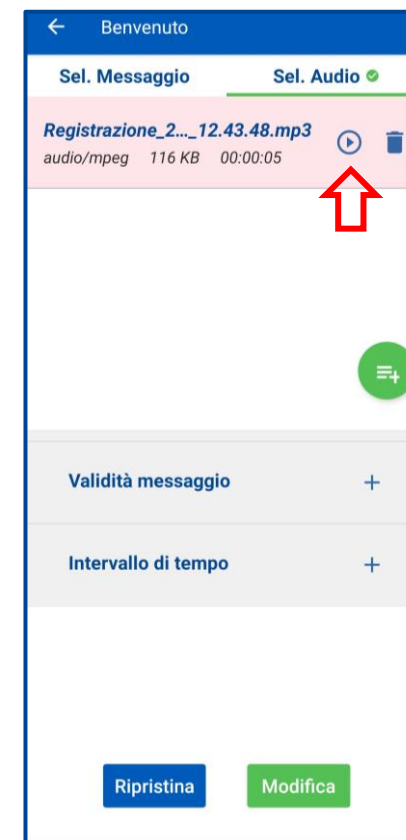 Benvenuto
Sel. Messaggio Sel. Audio
Registrazione_2..._12.43.48.mp3
audio/mpeg 116 KB 00:00:05
Validità messaggio +
Intervallo di tempo +
Ripristina Modifica